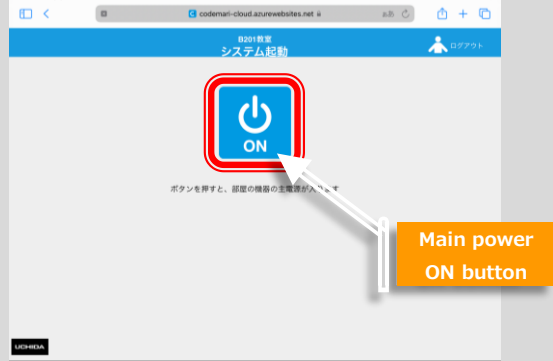 codemari-cloud.azurewebsites.net
B201教室
システム起動
ログアウト
ON
ボタンを押すと、部屋の機器の主電源が入ります
Main power
ON button
UCHIDA